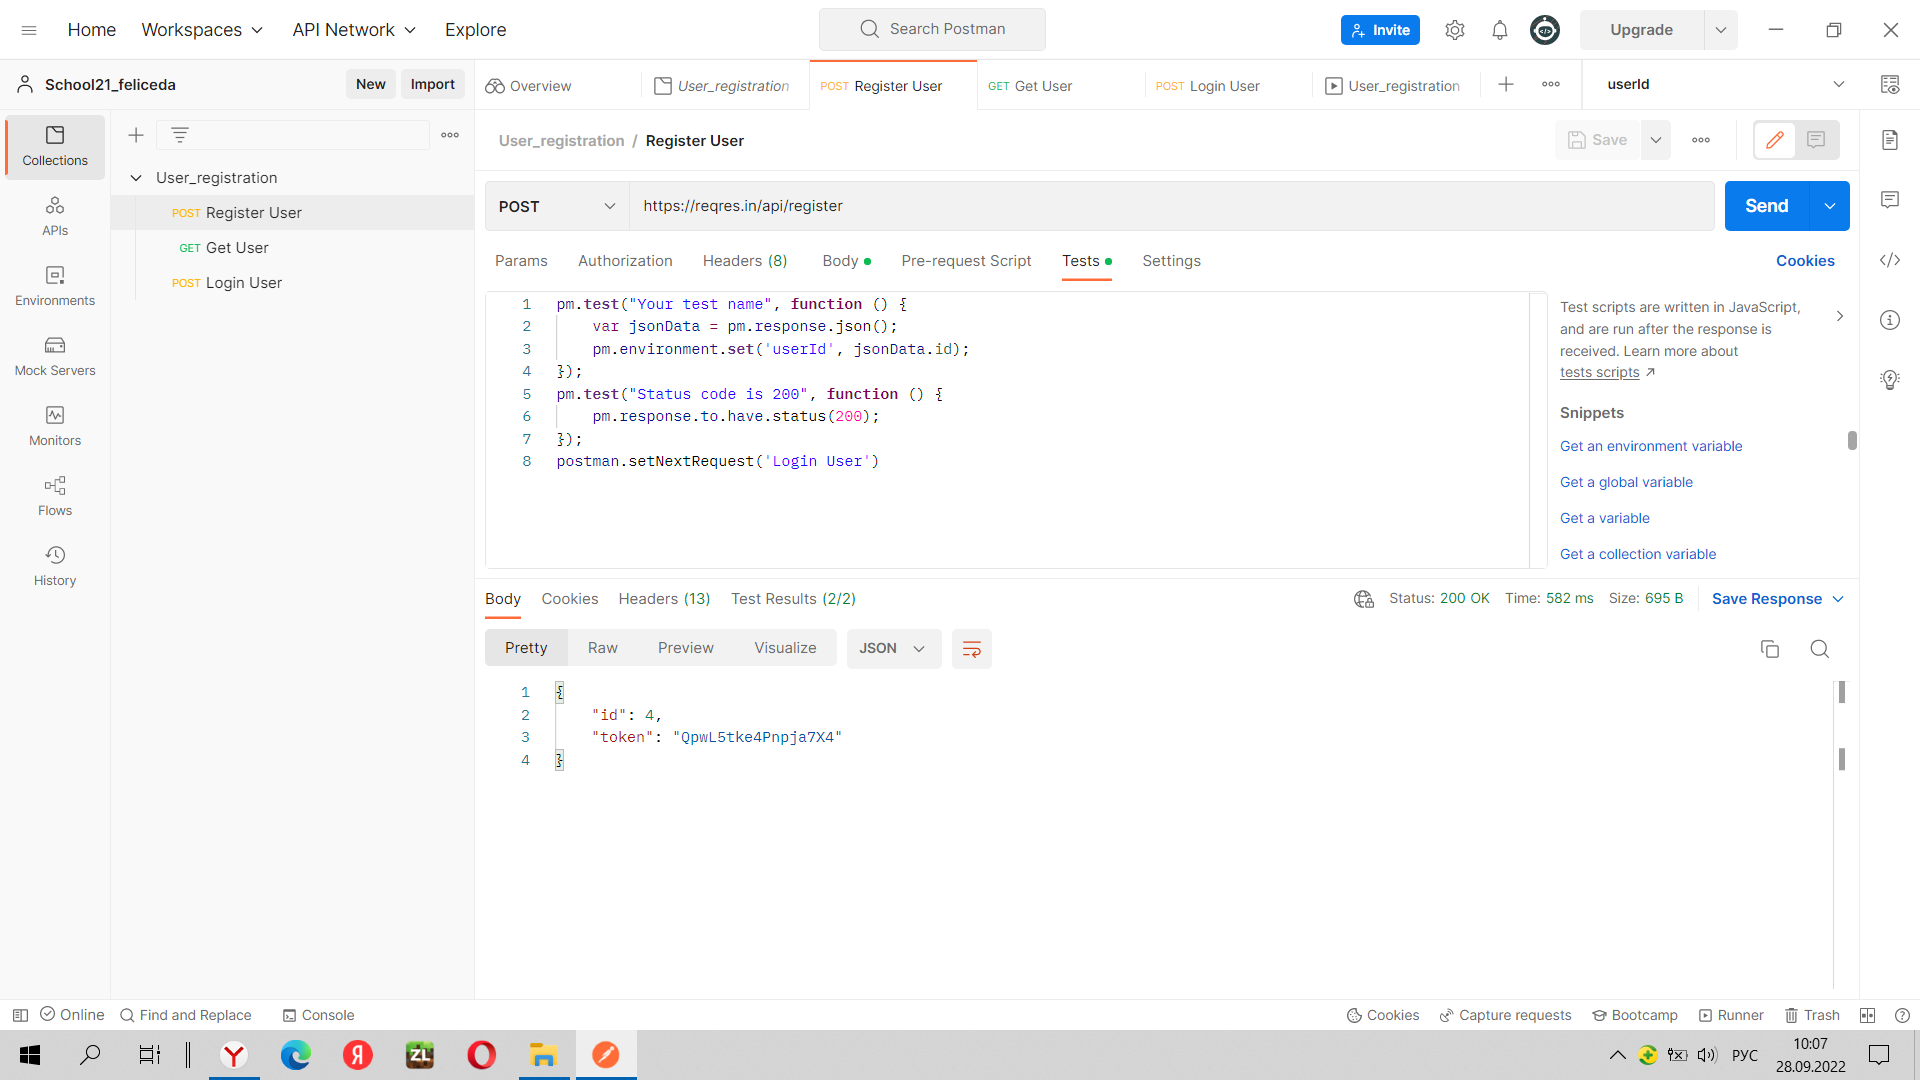 Home Workspaces API Network Explore Search Postman Invite Upgrade
School21_feliceda New Import Overview User_registration POST Register User GET Get User POST Login User User_registration userId
Collections
APIs
Environments
Mock Servers
Monitors
Flows
History
User_registration
POST Register User
GET Get User
POST Login User
User_registration / Register User Save
POST https://reqres.in/api/register Send
Params Authorization Headers (8) Body Pre-request Script Tests Settings Cookies
1 pm.test("Your test name", function () {
2 var jsonData = pm.response.json();
3 pm.environment.set('userId', jsonData.id);
4 });
5 pm.test("Status code is 200", function () {
6 pm.response.to.have.status(200);
7 });
8 postman.setNextRequest('Login User')
Test scripts are written in JavaScript,
and are run after the response is
received. Learn more about
tests scripts ↗
Snippets
Get an environment variable
Get a global variable
Get a variable
Get a collection variable
Body Cookies Headers (13) Test Results (2/2) Status: 200 OK Time: 582 ms Size: 695 B Save Response
Pretty Raw Preview Visualize JSON
1 {
2 "id": 4,
3 "token": "QpwL5tke4Pnpja7X4"
4 }
Online Find and Replace Console Cookies Capture requests Bootcamp Runner Trash
Y Я ZL РУС 10:07
28.09.2022